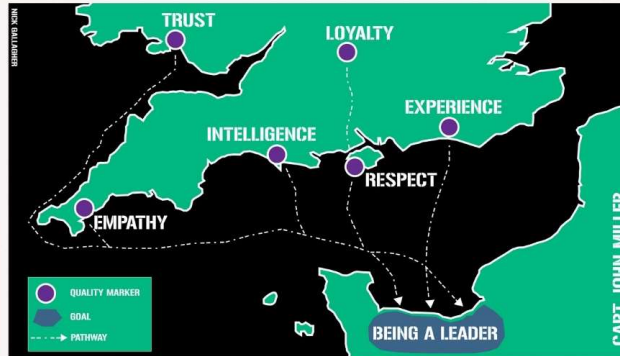 NICK GALLAGHER
TRUST
LOYALTY
EXPERIENCE
INTELLIGENCE
RESPECT
EMPATHY
QUALITY MARKER
GOAL
PATHWAY
BEING A LEADER
CAPT. JOHN MILLER